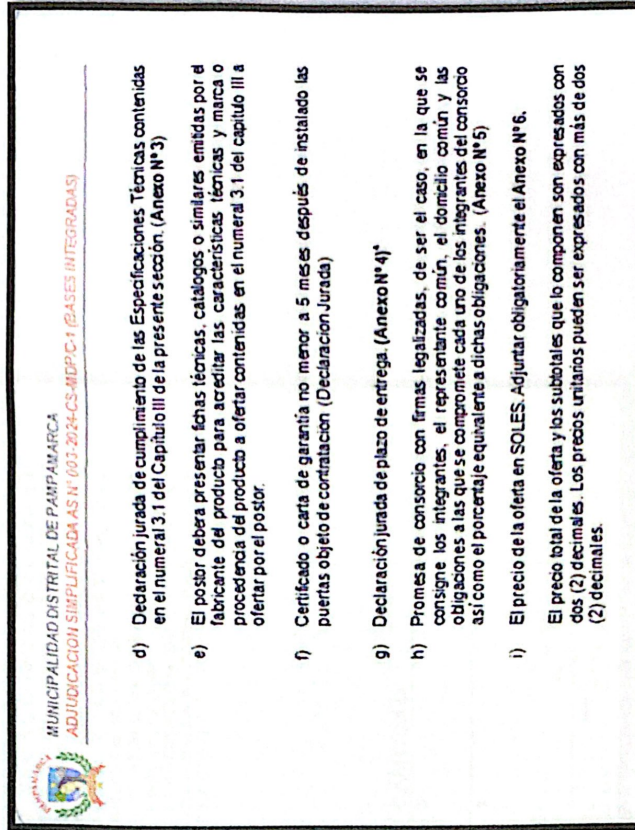 PAMPAMARCA
MUNICIPALIDAD DISTRITAL DE PAMPAMARCA
ADJUDICACION SIMPLIFICADA AS N° 003-2024-CS-MDP/C-1 (BASES INTEGRADAS)
d) Declaración jurada de cumplimiento de las Especificaciones Técnicas contenidas
en el numeral 3.1 del Capítulo III de la presente sección. (Anexo N° 3)
e) El postor debera presentar fichas técnicas, catálogos o similares emitidas por el
fabricante del producto para acreditar las características técnicas y marca o
procedencia del producto a ofertar contenidas en el numeral 3.1 del capitulo III a
ofertar por el postor.
f) Certificado o carta de garantía no menor a 5 meses después de instalado las
puertas objeto de contratacion (Declaracion Jurada)
g) Declaración jurada de plazo de entrega. (Anexo N° 4)⁴
h) Promesa de consorcio con firmas legalizadas, de ser el caso, en la que se
consigne los integrantes, el representante común, el domicilio común y las
obligaciones a las que se compromete cada uno de los integrantes del consorcio
así como el porcentaje equivalente a dichas obligaciones. (Anexo N° 5)
i) El precio de la oferta en SOLES. Adjuntar obligatoriamente el Anexo N° 6.
El precio total de la oferta y los subtotales que lo componen son expresados con
dos (2) decimales. Los precios unitarios pueden ser expresados con más de dos
(2) decimales.